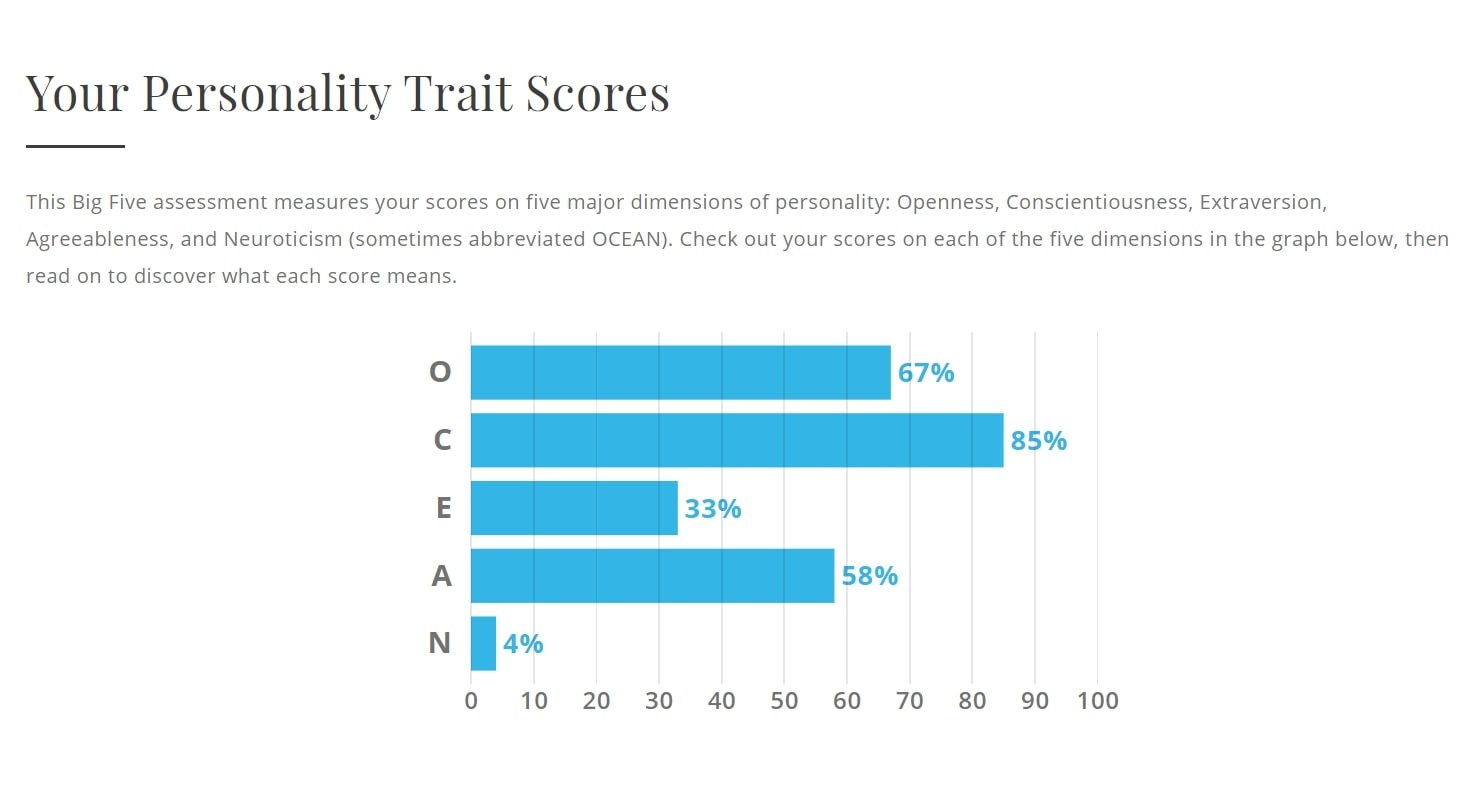 Your Personality Trait Scores
This Big Five assessment measures your scores on five major dimensions of personality: Openness, Conscientiousness, Extraversion,
Agreeableness, and Neuroticism (sometimes abbreviated OCEAN). Check out your scores on each of the five dimensions in the graph below, then
read on to discover what each score means.
O 67%
C 85%
E 33%
A 58%
N 4%
0 10 20 30 40 50 60 70 80 90 100